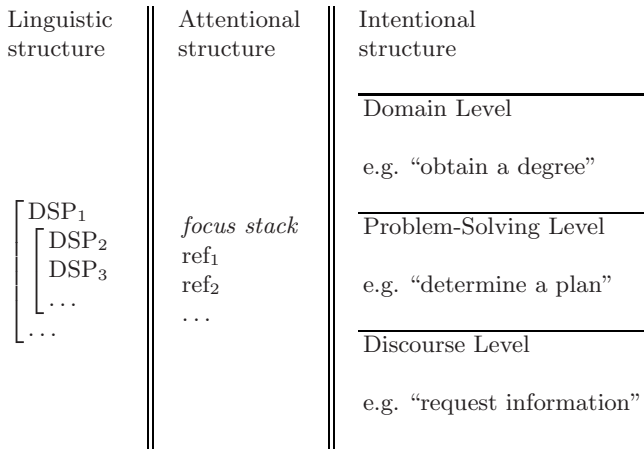 Linguistic
structure
DSP₁
DSP₂
DSP₃
...
...
Attentional
structure
focus stack
ref₁
ref₂
...
Intentional
structure
Domain Level
e.g. “obtain a degree”
Problem-Solving Level
e.g. “determine a plan”
Discourse Level
e.g. “request information”